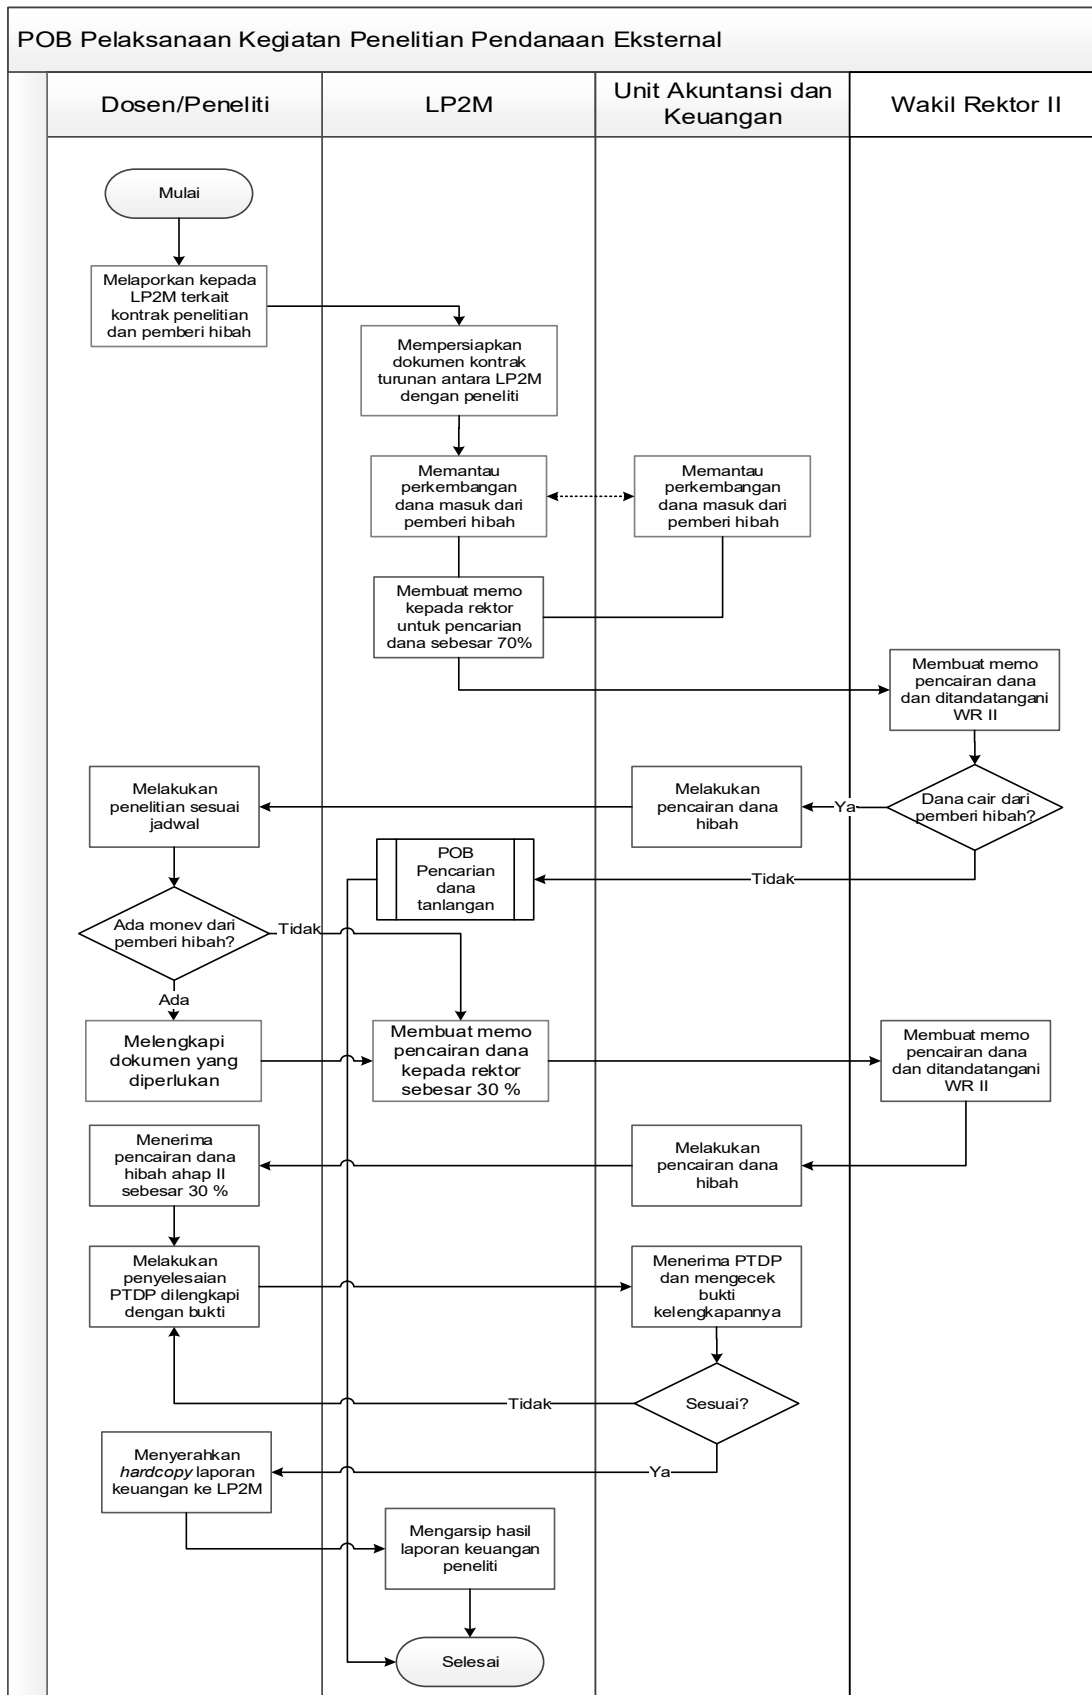 POB Pelaksanaan Kegiatan Penelitian Pendanaan Eksternal
Dosen/Peneliti
LP2M
Unit Akuntansi dan
Keuangan
Wakil Rektor II
Mulai
Melaporkan kepada
LP2M terkait
kontrak penelitian
dan pemberi hibah
Mempersiapkan
dokumen kontrak
turunan antara LP2M
dengan peneliti
Memantau
perkembangan
dana masuk dari
pemberi hibah
Memantau
perkembangan
dana masuk dari
pemberi hibah
Membuat memo
kepada rektor
untuk pencarian
dana sebesar 70%
Membuat memo
pencairan dana
dan ditandatangani
WR II
Dana cair dari
pemberi hibah?
Ya
Melakukan
pencairan dana
hibah
Melakukan
penelitian sesuai
jadwal
Tidak
POB
Pencarian
dana
tanlangan
Ada monev dari
pemberi hibah?
Tidak
Ada
Melengkapi
dokumen yang
diperlukan
Membuat memo
pencairan dana
kepada rektor
sebesar 30 %
Membuat memo
pencairan dana
dan ditandatangani
WR II
Melakukan
pencairan dana
hibah
Menerima
pencairan dana
hibah ahap II
sebesar 30 %
Melakukan
penyelesaian
PTDP dilengkapi
dengan bukti
Menerima PTDP
dan mengecek
bukti
kelengkapannya
Sesuai?
Tidak
Ya
Menyerahkan
hardcopy laporan
keuangan ke LP2M
Mengarsip hasil
laporan keuangan
peneliti
Selesai